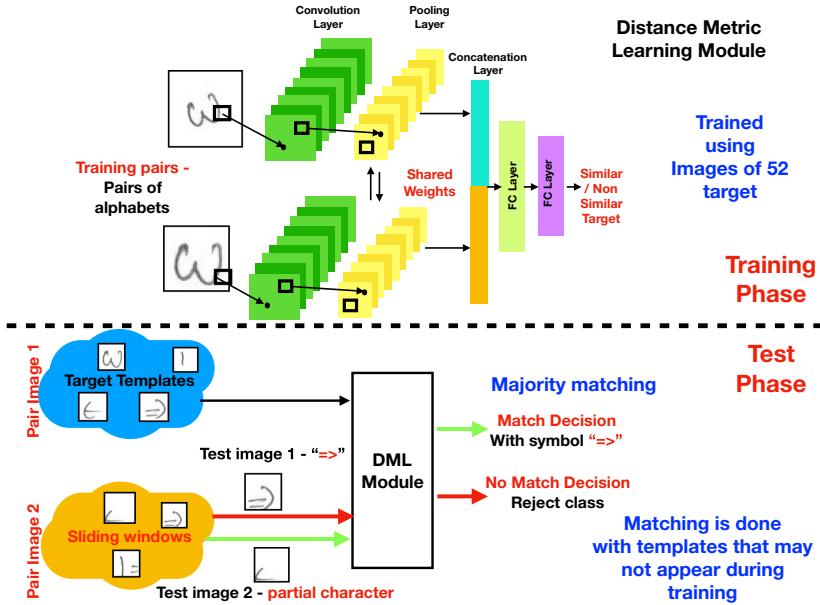 Convolution
Layer
Pooling
Layer
Distance Metric
Learning Module
Concatenation
Layer
ω
Training pairs -
Pairs of
alphabets
Shared
Weights
FC Layer
FC Layer
Similar
/ Non
Similar
Target
Trained
using
Images of 52
target
ω
Training
Phase
Pair Image 1
ω
1
Target Templates
←
=>
Test
Phase
Majority matching
Match Decision
With symbol "=>"
Test image 1 - "=>"
DML
Module
No Match Decision
Reject class
Pair Image 2
=>
=>
Sliding windows
1=
Test image 2 - partial character
Matching is done
with templates that may
not appear during
training